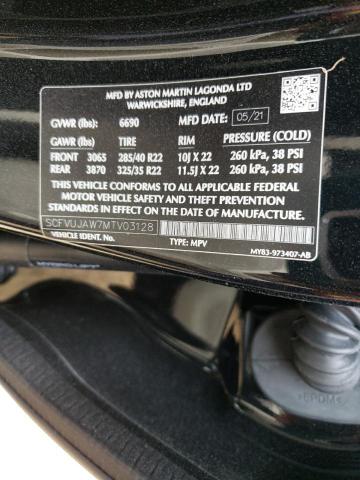 MFD BY ASTON MARTIN LAGONDA LTD
WARWICKSHIRE, ENGLAND
GVWR (lbs): 6690 MFD DATE: 05/21
GAWR (lbs): TIRE RIM PRESSURE (COLD)
FRONT 3065 285/40 R22 10J X 22 260 kPa, 38 PSI
REAR 3870 325/35 R22 11.5J X 22 260 kPa, 38 PSI
THIS VEHICLE CONFORMS TO ALL APPLICABLE FEDERAL
MOTOR VEHICLE SAFETY AND THEFT PREVENTION
STANDARDS IN EFFECT ON THE DATE OF MANUFACTURE
SHOWN ABOVE
SCFVUJAW7MTV03128
TYPE: MPV MY83-973407-AB
>EPDM<